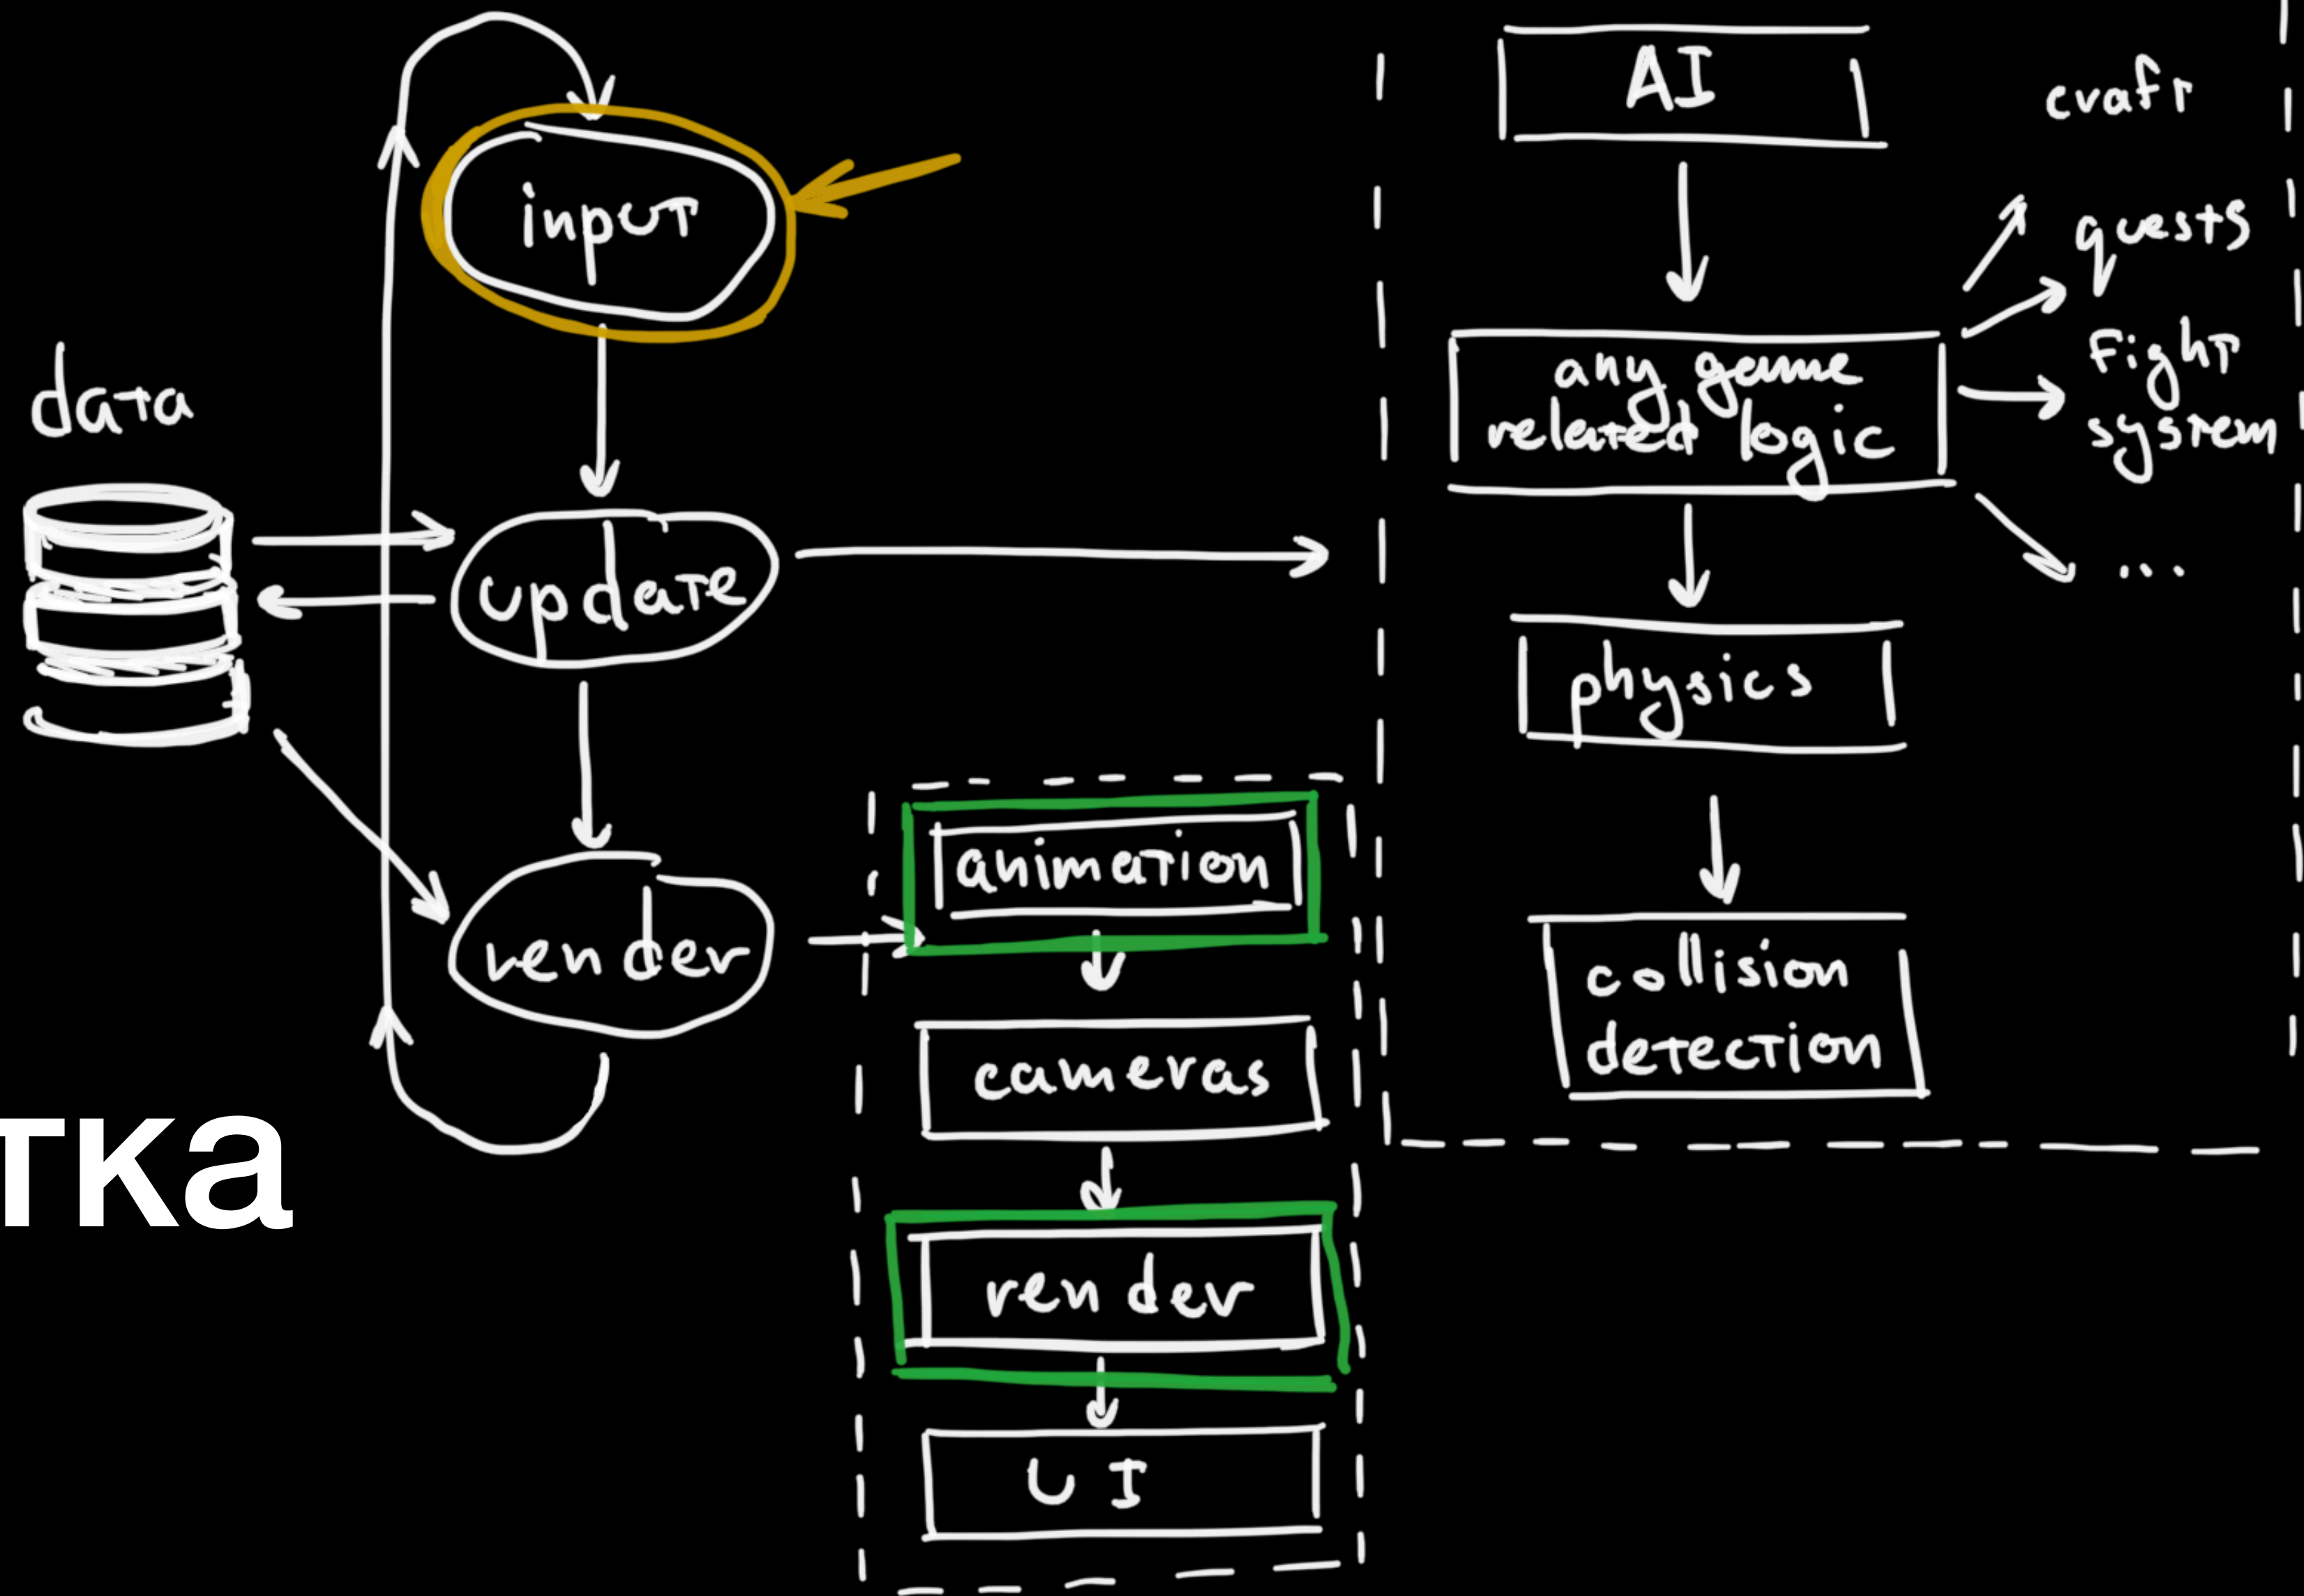 input
data
update
render
animation
cameras
render
UI
AI
any game
related logic
physics
collision
detection
craft
quests
fight
system
...
тка